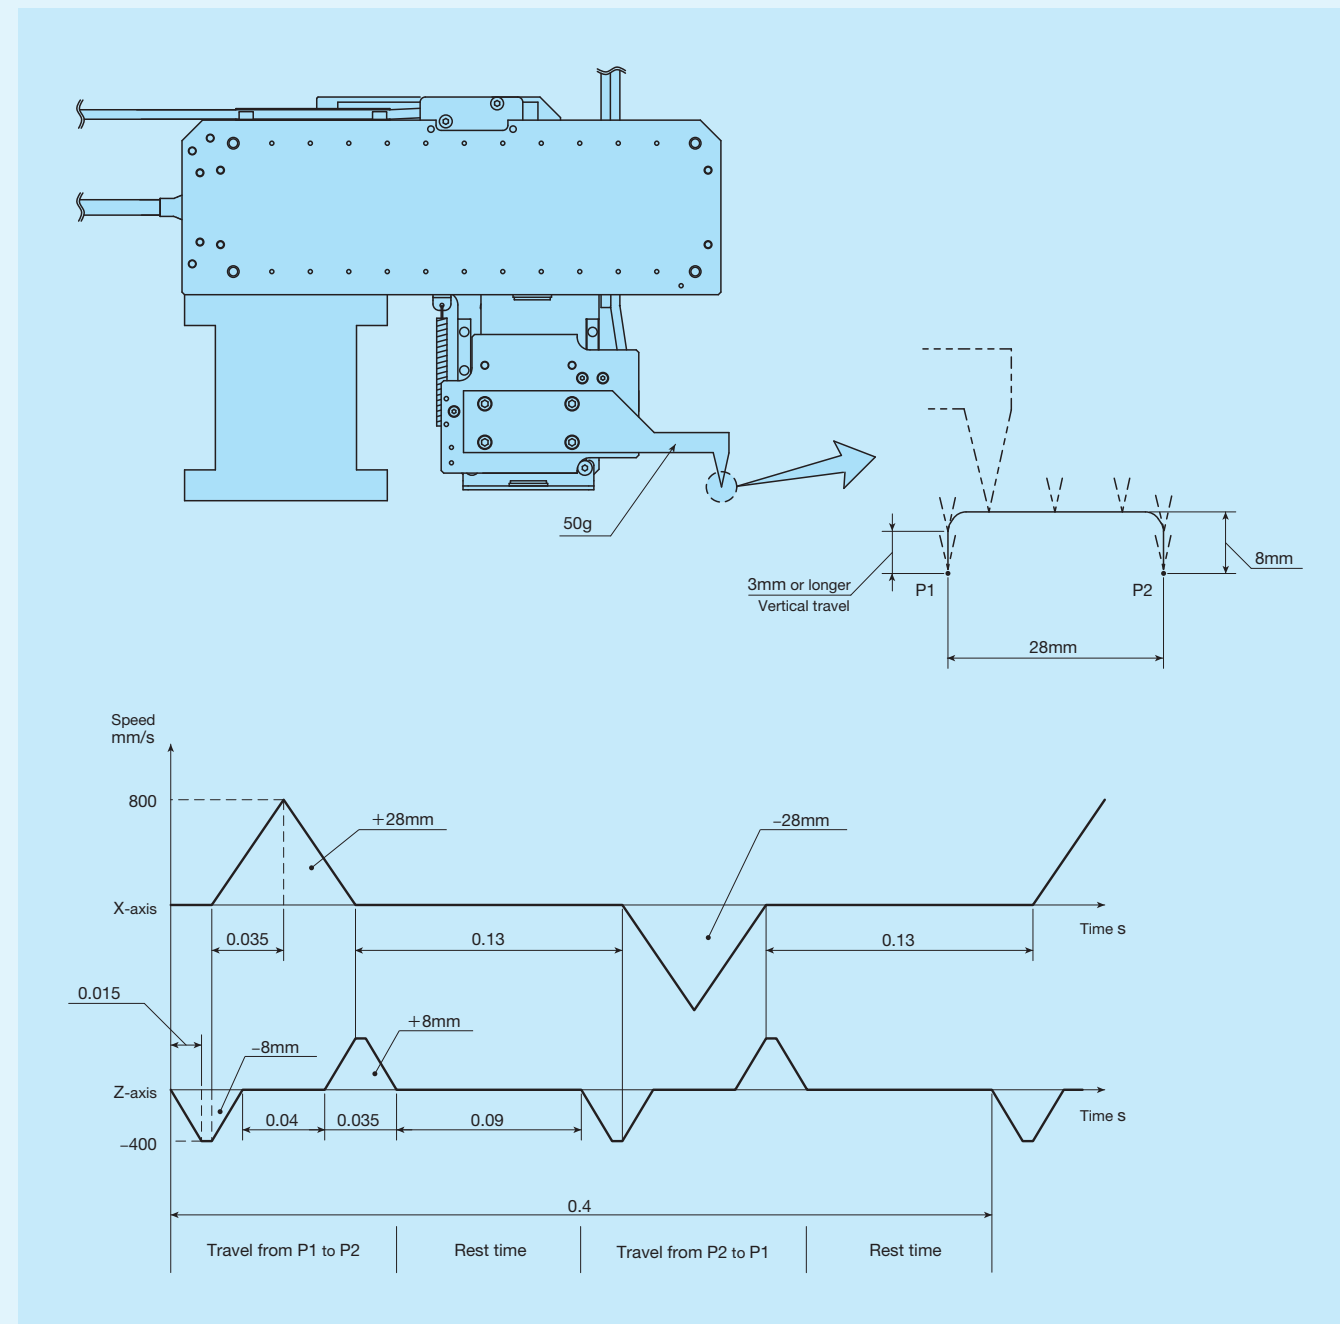 50g
3mm or longer
Vertical travel
P1
P2
8mm
28mm
Speed
mm/s
800
+28mm
−28mm
X-axis
Time s
0.035
0.13
0.13
0.015
+8mm
−8mm
Z-axis
Time s
0.04
0.035
0.09
−400
0.4
Travel from P1 to P2
Rest time
Travel from P2 to P1
Rest time